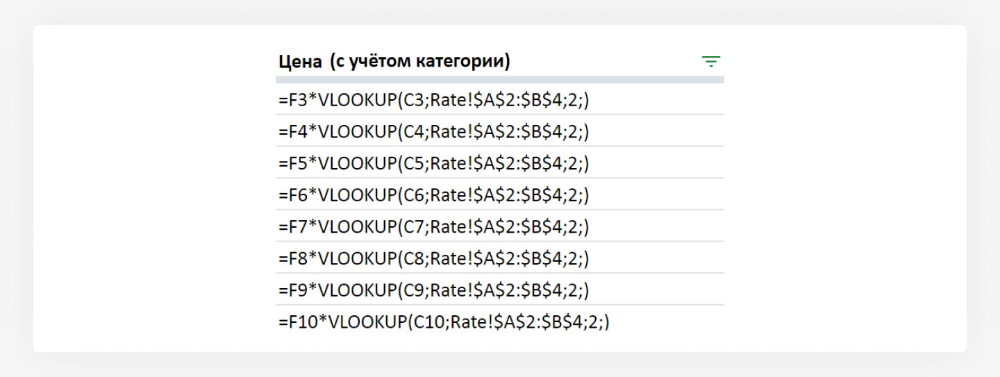 Цена (с учётом категории)
=F3*VLOOKUP(C3;Rate!$A$2:$B$4;2;)
=F4*VLOOKUP(C4;Rate!$A$2:$B$4;2;)
=F5*VLOOKUP(C5;Rate!$A$2:$B$4;2;)
=F6*VLOOKUP(C6;Rate!$A$2:$B$4;2;)
=F7*VLOOKUP(C7;Rate!$A$2:$B$4;2;)
=F8*VLOOKUP(C8;Rate!$A$2:$B$4;2;)
=F9*VLOOKUP(C9;Rate!$A$2:$B$4;2;)
=F10*VLOOKUP(C10;Rate!$A$2:$B$4;2;)